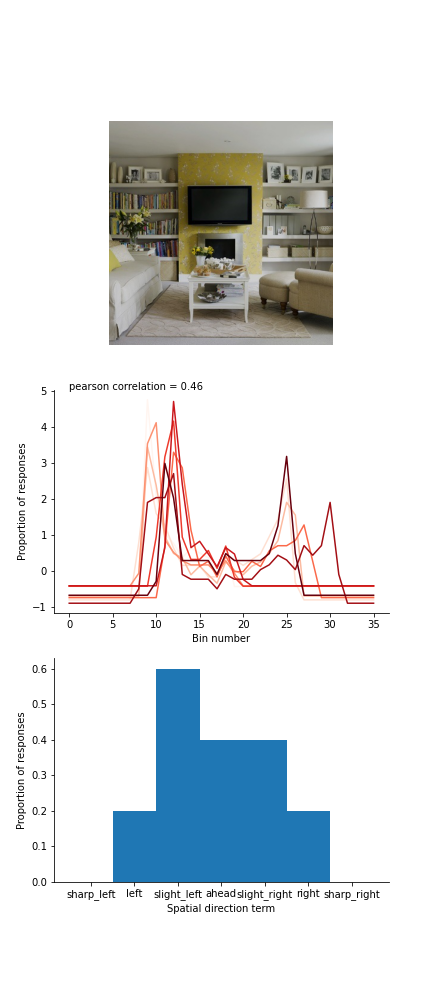 pearson correlation = 0.46
5
4
3
2
1
0
−1
Proportion of responses
0 5 10 15 20 25 30 35
Bin number
0.6
0.5
0.4
0.3
0.2
0.1
0.0
Proportion of responses
sharp_left left slight_left ahead slight_right right sharp_right
Spatial direction term